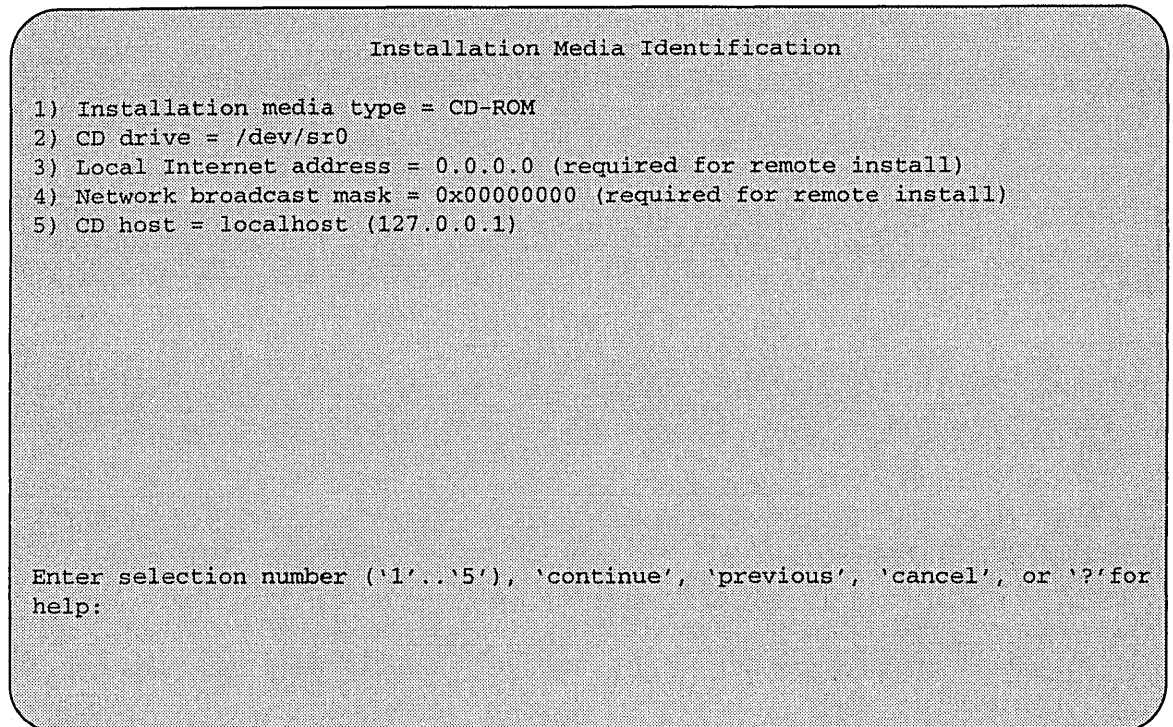 Installation Media Identification
1) Installation media type = CD-ROM
2) CD drive = /dev/sr0
3) Local Internet address = 0.0.0.0 (required for remote install)
4) Network broadcast mask = 0x00000000 (required for remote install)
5) CD host = localhost (127.0.0.1)
Enter selection number (‘1’..‘5’), ‘continue’, ‘previous’, ‘cancel’, or ‘?’for
help: